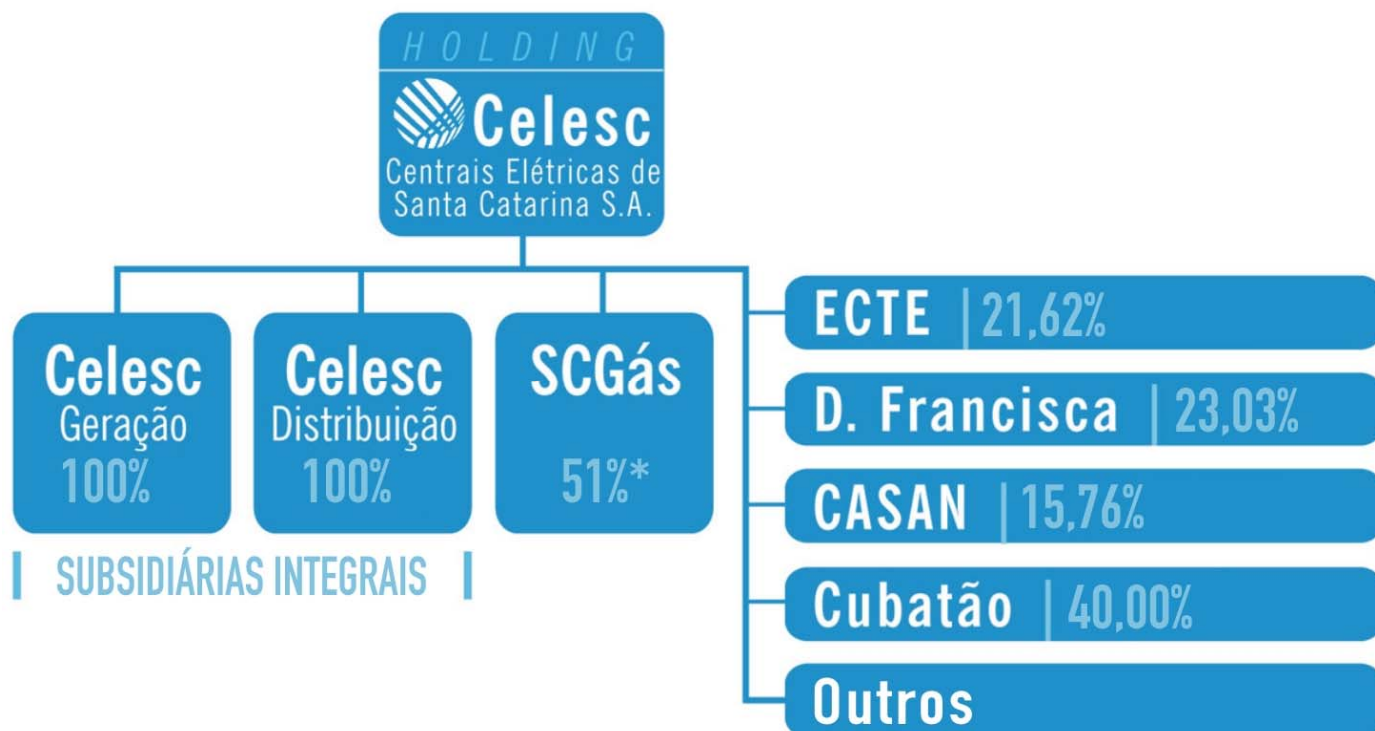 HOLDING
Celesc
Centrais Elétricas de
Santa Catarina S.A.
Celesc
Geração
100%
Celesc
Distribuição
100%
SCGás
51%*
SUBSIDIÁRIAS INTEGRAIS
ECTE | 21,62%
D. Francisca | 23,03%
CASAN | 15,76%
Cubatão | 40,00%
Outros